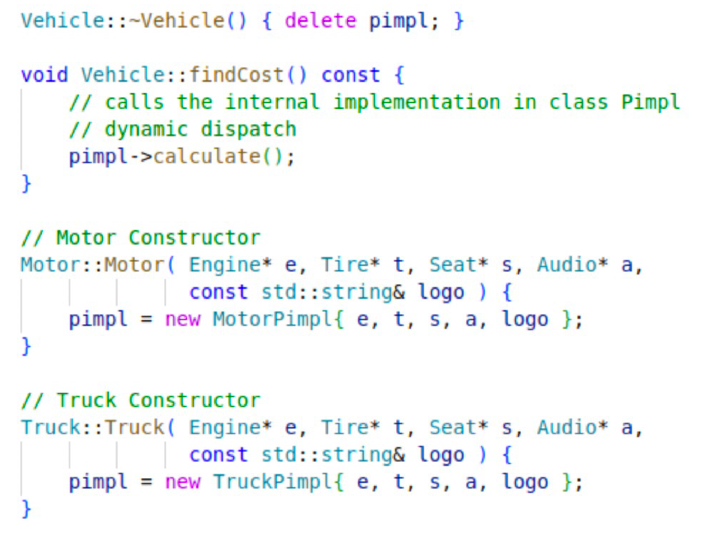 Vehicle::~Vehicle() { delete pimpl; }
void Vehicle::findCost() const {
// calls the internal implementation in class Pimpl
// dynamic dispatch
pimpl->calculate();
}
// Motor Constructor
Motor::Motor( Engine* e, Tire* t, Seat* s, Audio* a,
const std::string& logo ) {
pimpl = new MotorPimpl{ e, t, s, a, logo };
}
// Truck Constructor
Truck::Truck( Engine* e, Tire* t, Seat* s, Audio* a,
const std::string& logo ) {
pimpl = new TruckPimpl{ e, t, s, a, logo };
}